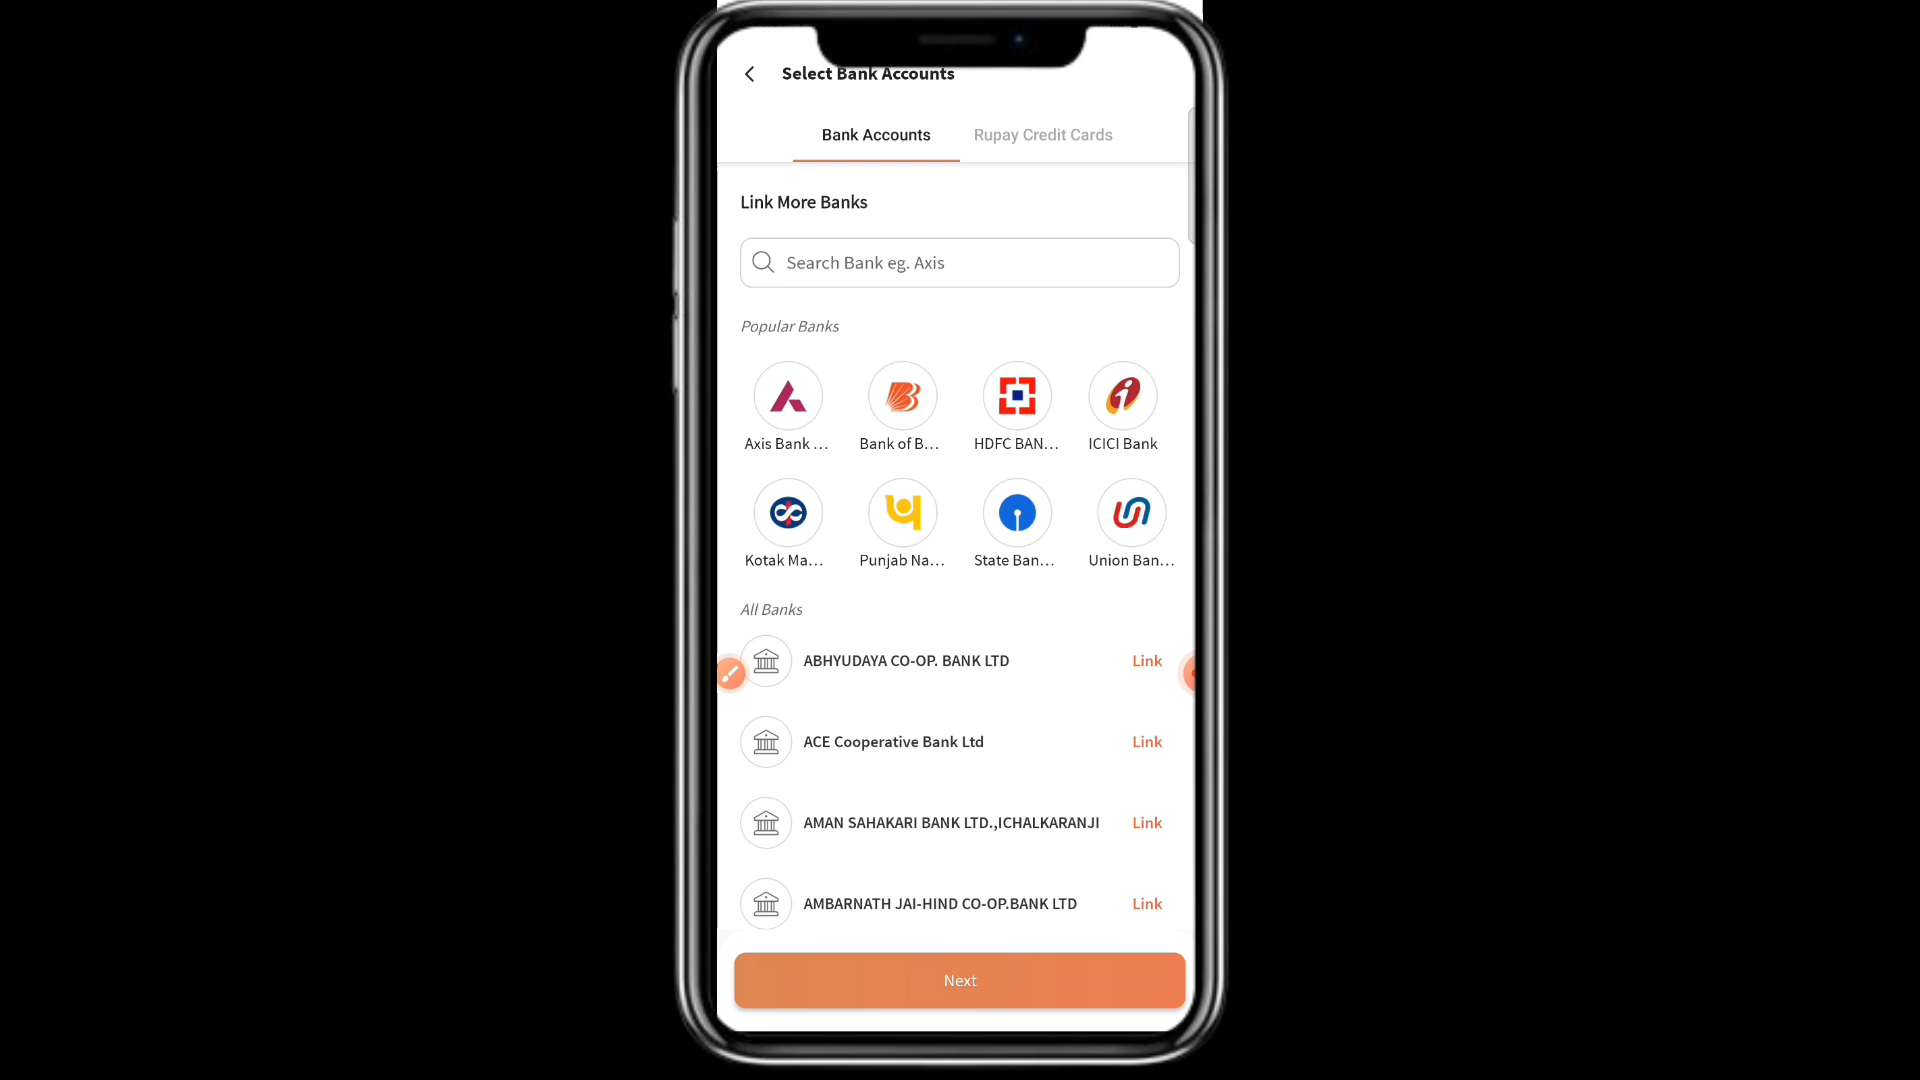 Select Bank Accounts
Bank Accounts
Rupay Credit Cards
Link More Banks
Search Bank eg. Axis
Popular Banks
Axis Bank ...
Bank of B...
HDFC BAN...
ICICI Bank
Kotak Ma...
Punjab Na...
State Ban...
Union Ban...
All Banks
ABHYUDAYA CO-OP. BANK LTD Link
ACE Cooperative Bank Ltd Link
AMAN SAHAKARI BANK LTD.,ICHALKARANJI Link
AMBARNATH JAI-HIND CO-OP.BANK LTD Link
Next